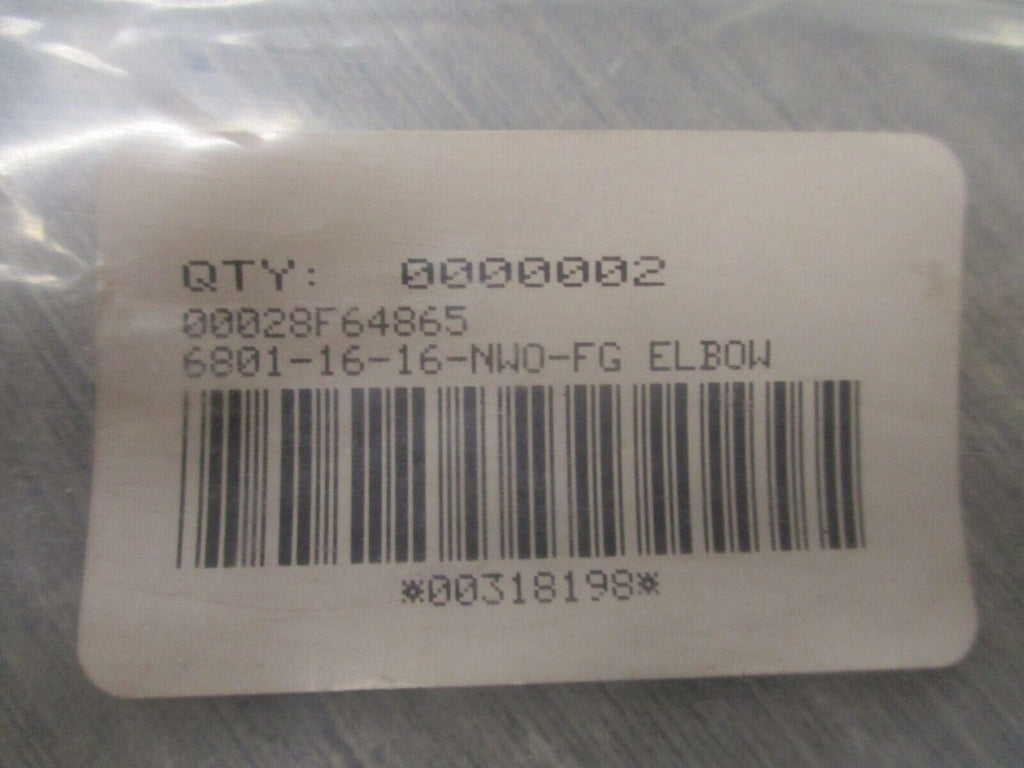 QTY: 0000002
00028F64865
6801-16-16-NWO-FG ELBOW
*00318198*